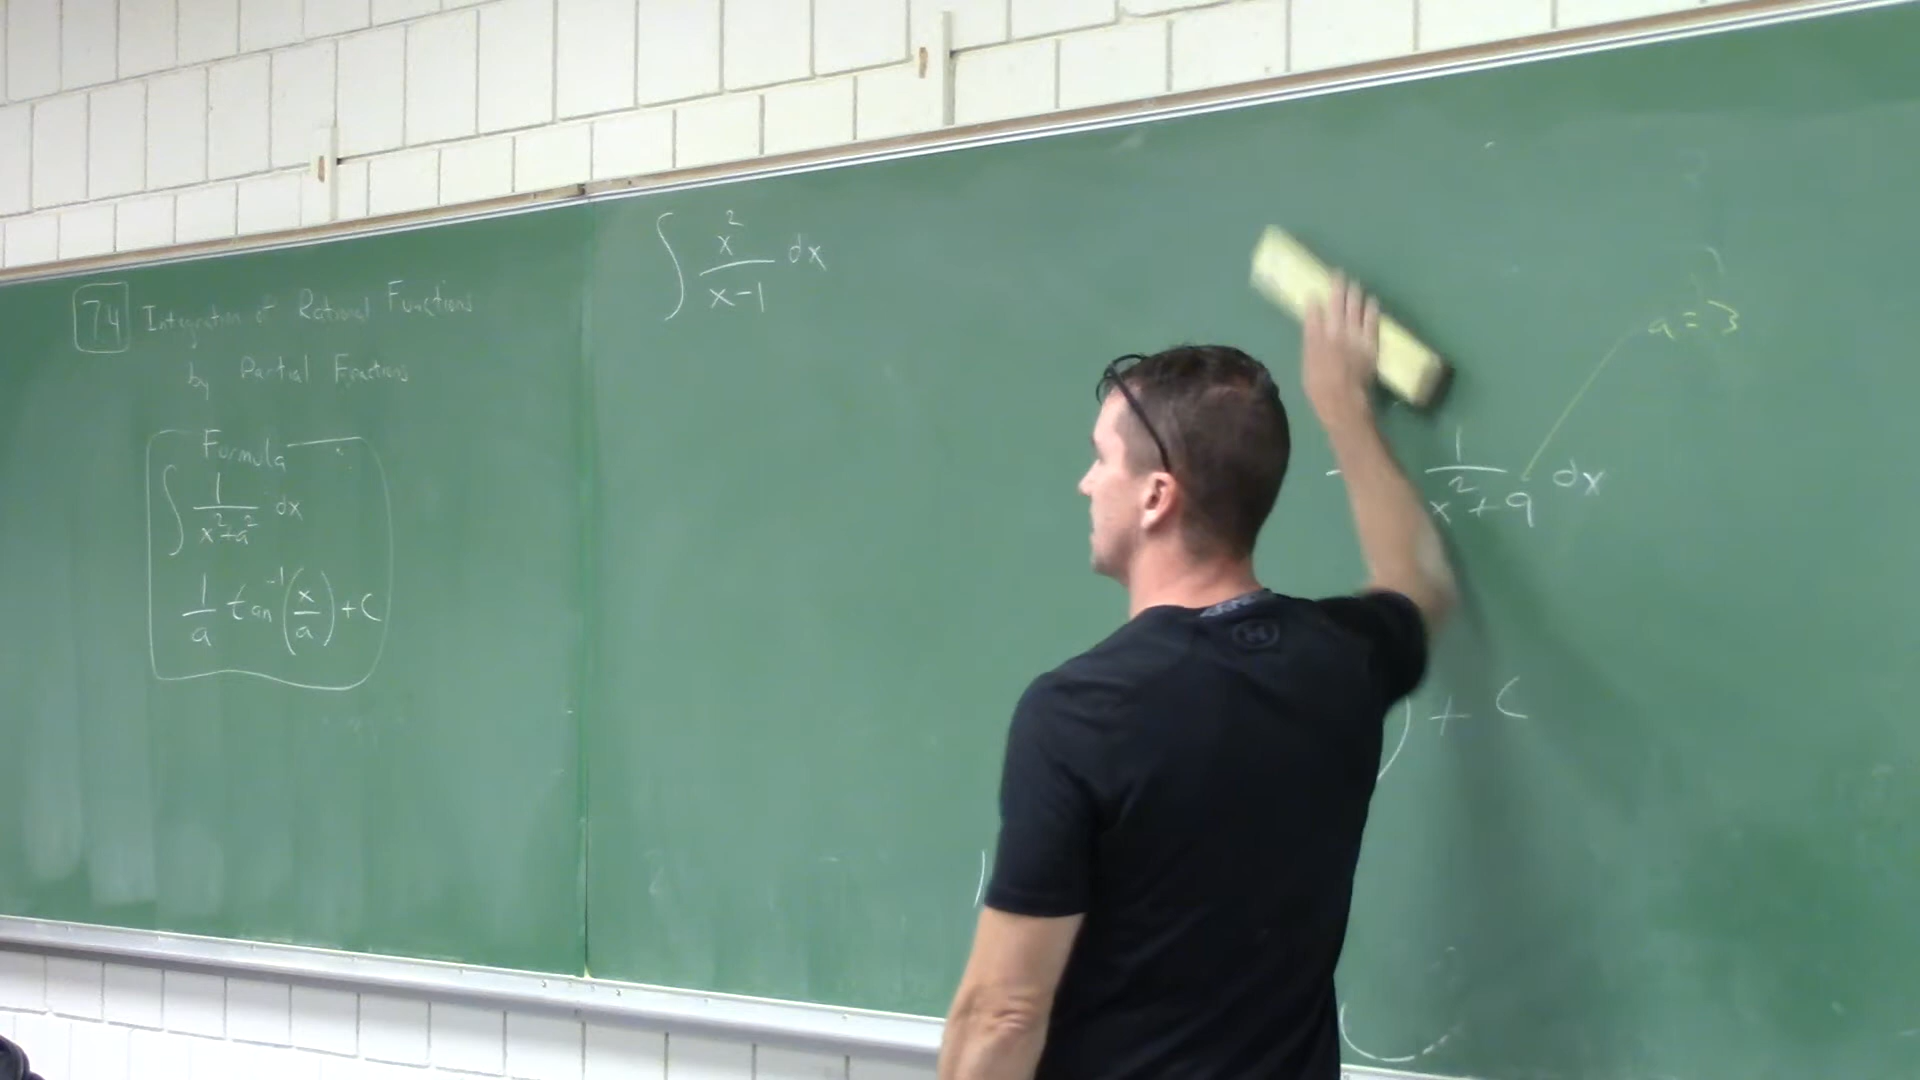 7.4 Integration of Rational Functions
by Partial Fractions
Formula
∫ 1/(x²+a²) dx
1/a tan⁻¹(x/a) + C
∫ x²/(x-1) dx
a = 3
1/(x²+9) dx
) + C